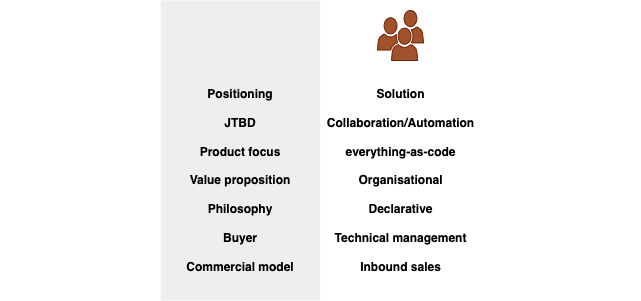 Positioning Solution
JTBD Collaboration/Automation
Product focus everything-as-code
Value proposition Organisational
Philosophy Declarative
Buyer Technical management
Commercial model Inbound sales